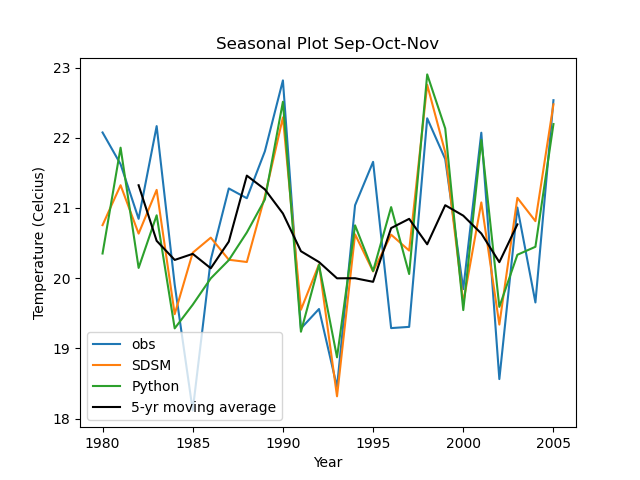 Seasonal Plot Sep-Oct-Nov
Temperature (Celcius)
23
22
21
20
19
18
obs
SDSM
Python
5-yr moving average
1980 1985 1990 1995 2000 2005
Year